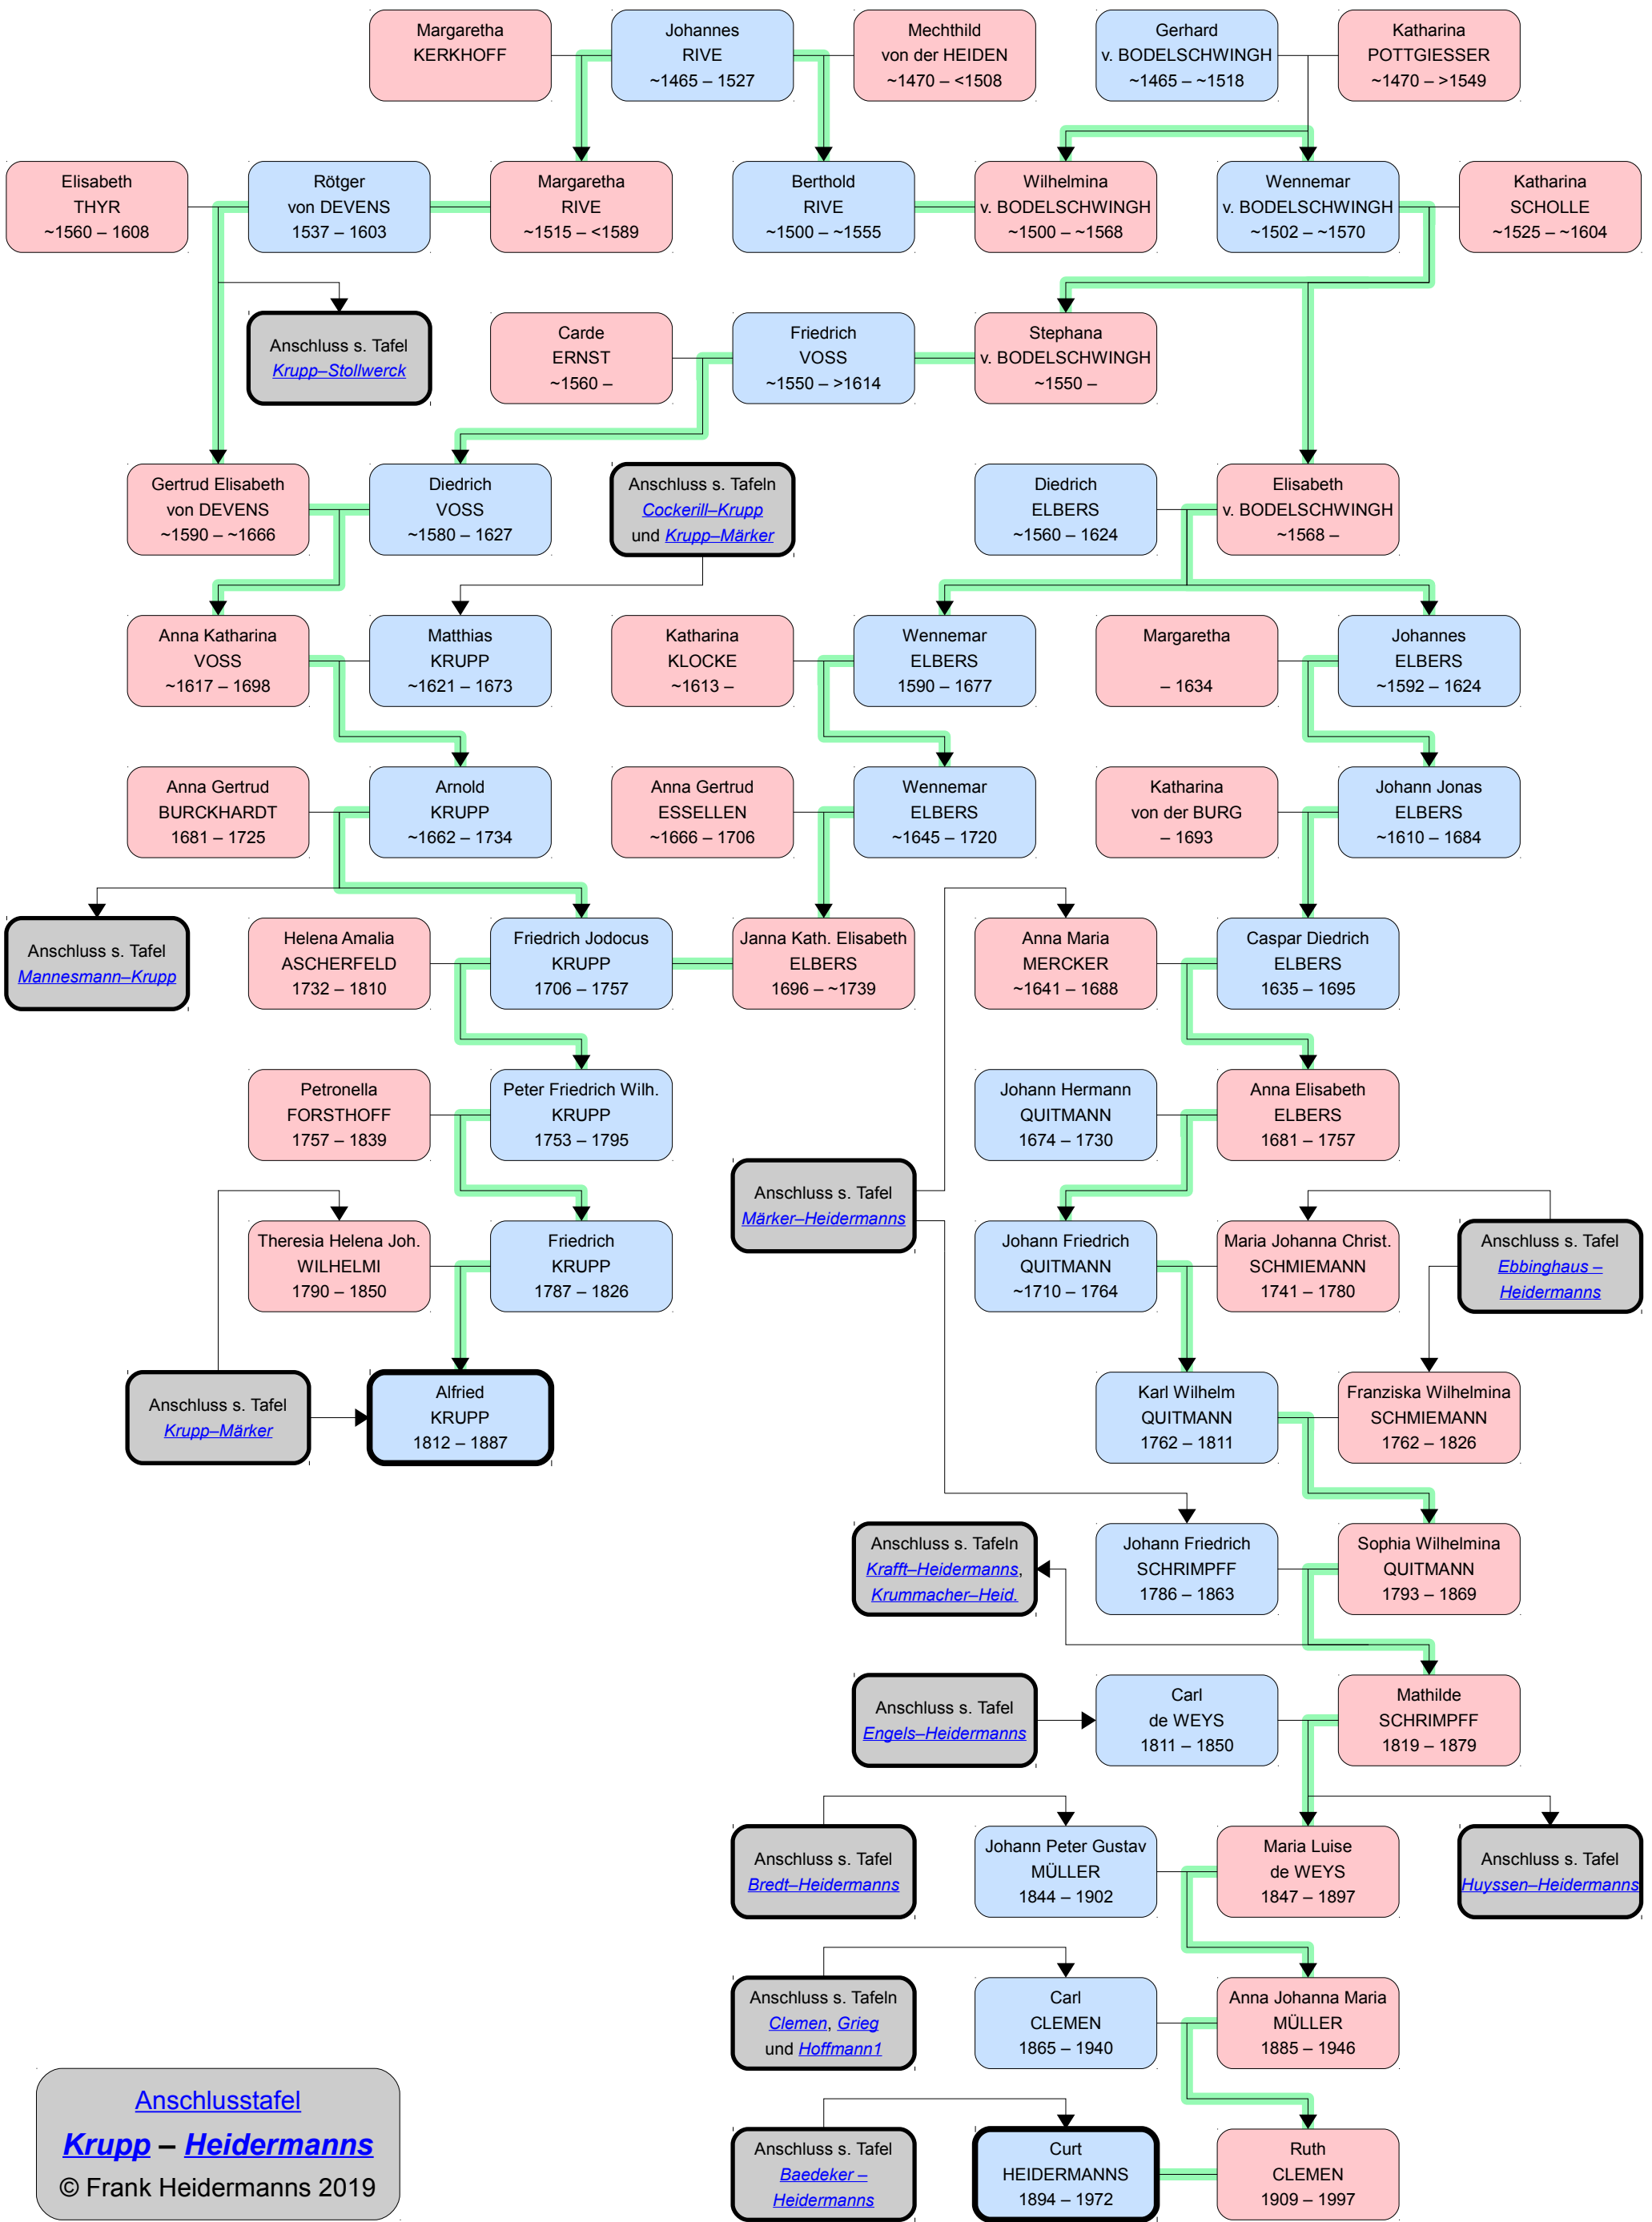 Margaretha
KERKHOFF
Johannes
RIVE
~1465 – 1527
Mechthild
von der HEIDEN
~1470 – <1508
Gerhard
v. BODELSCHWINGH
~1465 – ~1518
Katharina
POTTGIESSER
~1470 – >1549
Elisabeth
THYR
~1560 – 1608
Rötger
von DEVENS
1537 – 1603
Margaretha
RIVE
~1515 – <1589
Berthold
RIVE
~1500 – ~1555
Wilhelmina
v. BODELSCHWINGH
~1500 – ~1568
Wennemar
v. BODELSCHWINGH
~1502 – ~1570
Katharina
SCHOLLE
~1525 – ~1604
Anschluss s. Tafel
Krupp–Stollwerck
Carde
ERNST
~1560 –
Friedrich
VOSS
~1550 – >1614
Stephana
v. BODELSCHWINGH
~1550 –
Gertrud Elisabeth
von DEVENS
~1590 – ~1666
Diedrich
VOSS
~1580 – 1627
Anschluss s. Tafeln
Cockerill–Krupp
und Krupp–Märker
Diedrich
ELBERS
~1560 – 1624
Elisabeth
v. BODELSCHWINGH
~1568 –
Anna Katharina
VOSS
~1617 – 1698
Matthias
KRUPP
~1621 – 1673
Katharina
KLOCKE
~1613 –
Wennemar
ELBERS
1590 – 1677
Margaretha
– 1634
Johannes
ELBERS
~1592 – 1624
Anna Gertrud
BURCKHARDT
1681 – 1725
Arnold
KRUPP
~1662 – 1734
Anna Gertrud
ESSELLEN
~1666 – 1706
Wennemar
ELBERS
~1645 – 1720
Katharina
von der BURG
– 1693
Johann Jonas
ELBERS
~1610 – 1684
Anschluss s. Tafel
Mannesmann–Krupp
Helena Amalia
ASCHERFELD
1732 – 1810
Friedrich Jodocus
KRUPP
1706 – 1757
Janna Kath. Elisabeth
ELBERS
1696 – ~1739
Anna Maria
MERCKER
~1641 – 1688
Caspar Diedrich
ELBERS
1635 – 1695
Petronella
FORSTHOFF
1757 – 1839
Peter Friedrich Wilh.
KRUPP
1753 – 1795
Johann Hermann
QUITMANN
1674 – 1730
Anna Elisabeth
ELBERS
1681 – 1757
Anschluss s. Tafel
Märker–Heidermanns
Theresia Helena Joh.
WILHELMI
1790 – 1850
Friedrich
KRUPP
1787 – 1826
Johann Friedrich
QUITMANN
~1710 – 1764
Maria Johanna Christ.
SCHMIEMANN
1741 – 1780
Anschluss s. Tafel
Ebbinghaus –
Heidermanns
Anschluss s. Tafel
Krupp–Märker
Alfried
KRUPP
1812 – 1887
Karl Wilhelm
QUITMANN
1762 – 1811
Franziska Wilhelmina
SCHMIEMANN
1762 – 1826
Anschluss s. Tafeln
Krafft–Heidermanns,
Krummacher–Heid.
Johann Friedrich
SCHRIMPFF
1786 – 1863
Sophia Wilhelmina
QUITMANN
1793 – 1869
Anschluss s. Tafel
Engels–Heidermanns
Carl
de WEYS
1811 – 1850
Mathilde
SCHRIMPFF
1819 – 1879
Anschluss s. Tafel
Bredt–Heidermanns
Johann Peter Gustav
MÜLLER
1844 – 1902
Maria Luise
de WEYS
1847 – 1897
Anschluss s. Tafel
Huyssen–Heidermanns
Anschluss s. Tafeln
Clemen, Grieg
und Hoffmann1
Carl
CLEMEN
1865 – 1940
Anna Johanna Maria
MÜLLER
1885 – 1946
Anschluss s. Tafel
Baedeker –
Heidermanns
Curt
HEIDERMANNS
1894 – 1972
Ruth
CLEMEN
1909 – 1997
Anschlusstafel
Krupp – Heidermanns
© Frank Heidermanns 2019